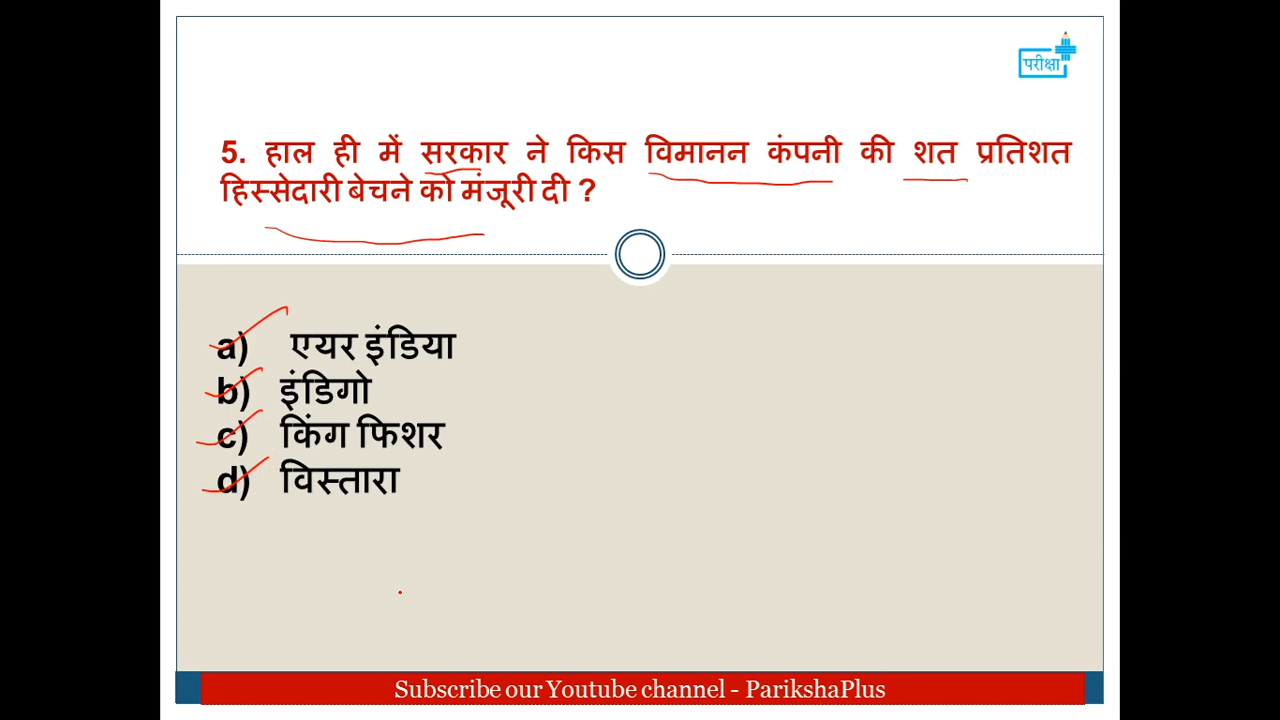 परीक्षा
5. हाल ही में सरकार ने किस विमानन कंपनी की शत प्रतिशत
हिस्सेदारी बेचने को मंजूरी दी ?
a) एयर इंडिया
b) इंडिगो
c) किंग फिशर
d) विस्तारा
Subscribe our Youtube channel - ParikshaPlus